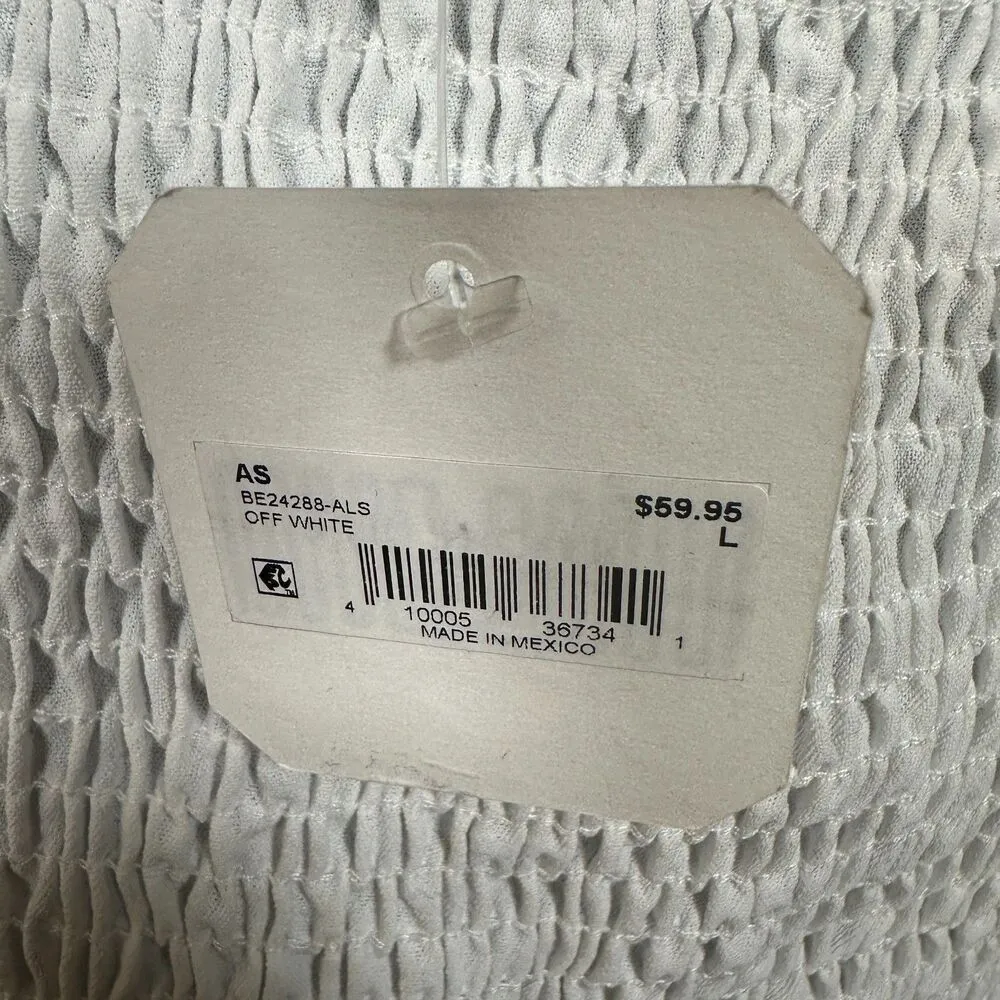 AS
BE24288-ALS
OFF WHITE
$59.95
L
4 10005 36734 1
MADE IN MEXICO